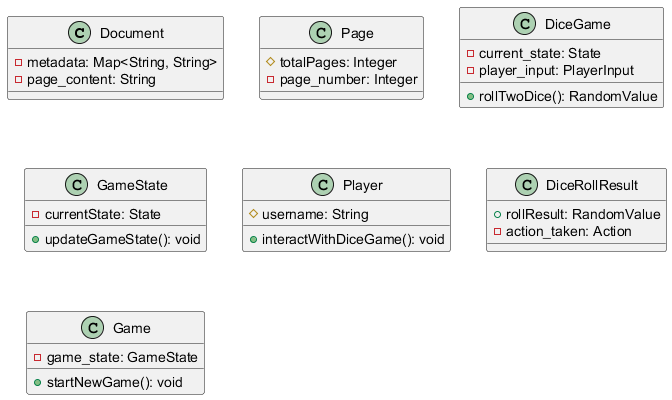 C Document
metadata: Map<String, String>
page_content: String
C Page
totalPages: Integer
page_number: Integer
C DiceGame
current_state: State
player_input: PlayerInput
rollTwoDice(): RandomValue
C GameState
currentState: State
updateGameState(): void
C Player
username: String
interactWithDiceGame(): void
C DiceRollResult
rollResult: RandomValue
action_taken: Action
C Game
game_state: GameState
startNewGame(): void